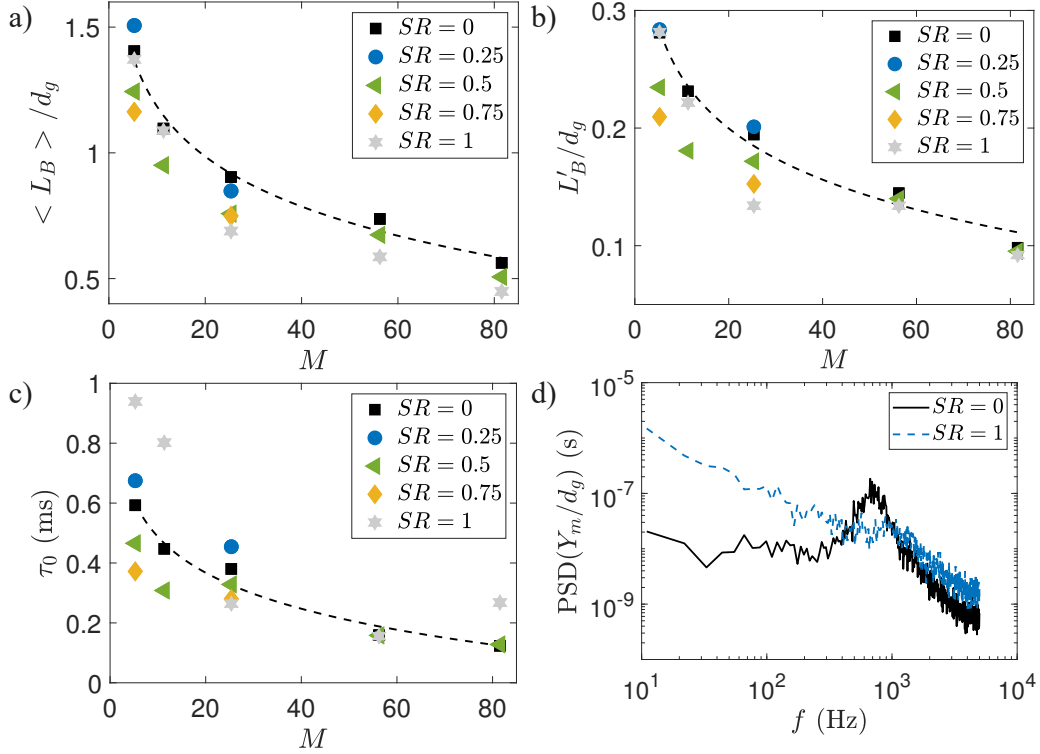 a)
< L_B > /d_g
1.5
1
0.5
0 20 40 60 80
M
SR = 0
SR = 0.25
SR = 0.5
SR = 0.75
SR = 1
b)
L'_B/d_g
0.3
0.2
0.1
0 20 40 60 80
M
SR = 0
SR = 0.25
SR = 0.5
SR = 0.75
SR = 1
c)
τ_0 (ms)
1
0.8
0.6
0.4
0.2
0
0 20 40 60 80
M
SR = 0
SR = 0.25
SR = 0.5
SR = 0.75
SR = 1
d)
PSD(Y_m/d_g) (s)
10^-5
10^-7
10^-9
10^1 10^2 10^3 10^4
f (Hz)
SR = 0
SR = 1